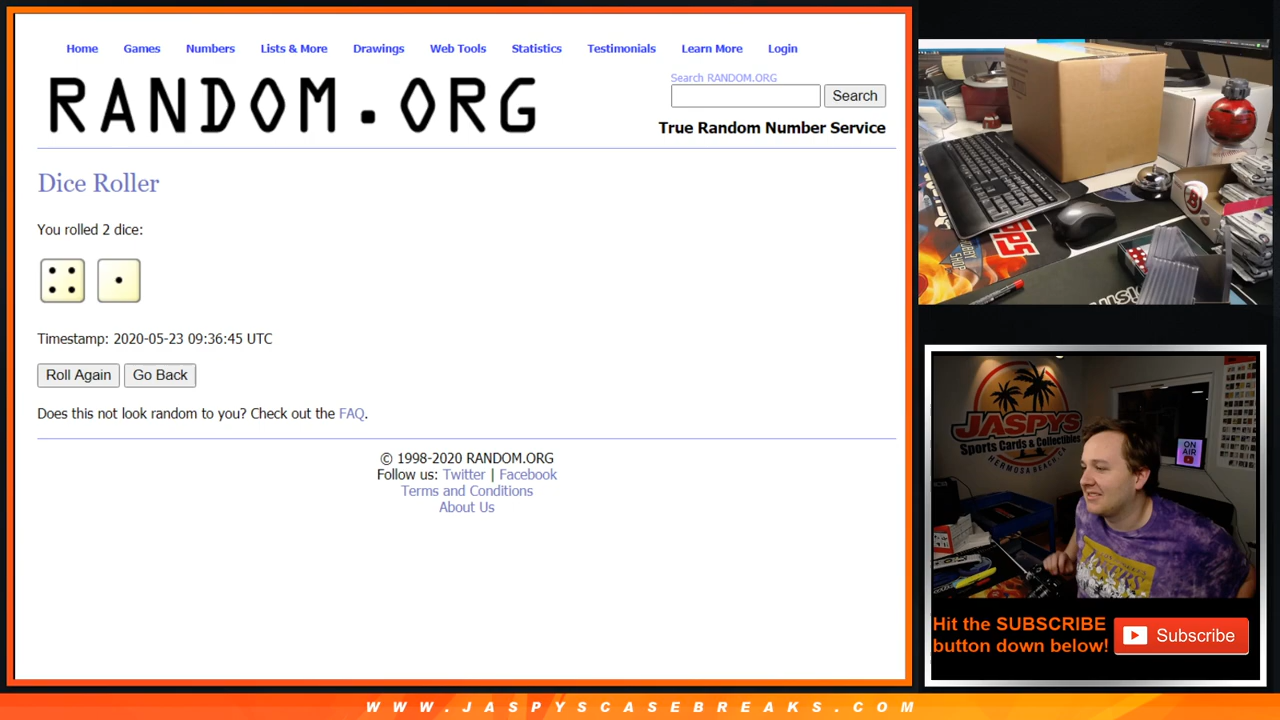 Home Games Numbers Lists & More Drawings Web Tools Statistics Testimonials Learn More Login
RANDOM.ORG
Search RANDOM.ORG
Search
True Random Number Service
Dice Roller
You rolled 2 dice:
Timestamp: 2020-05-23 09:36:45 UTC
Roll Again Go Back
Does this not look random to you? Check out the FAQ.
© 1998-2020 RANDOM.ORG
Follow us: Twitter | Facebook
Terms and Conditions
About Us
JASPYS
Sports Cards & Collectibles
HERMOSA BEACH, CA
ON
AIR
Hit the SUBSCRIBE
button down below!
Subscribe
WWW.JASPYSCASEBREAKS.COM